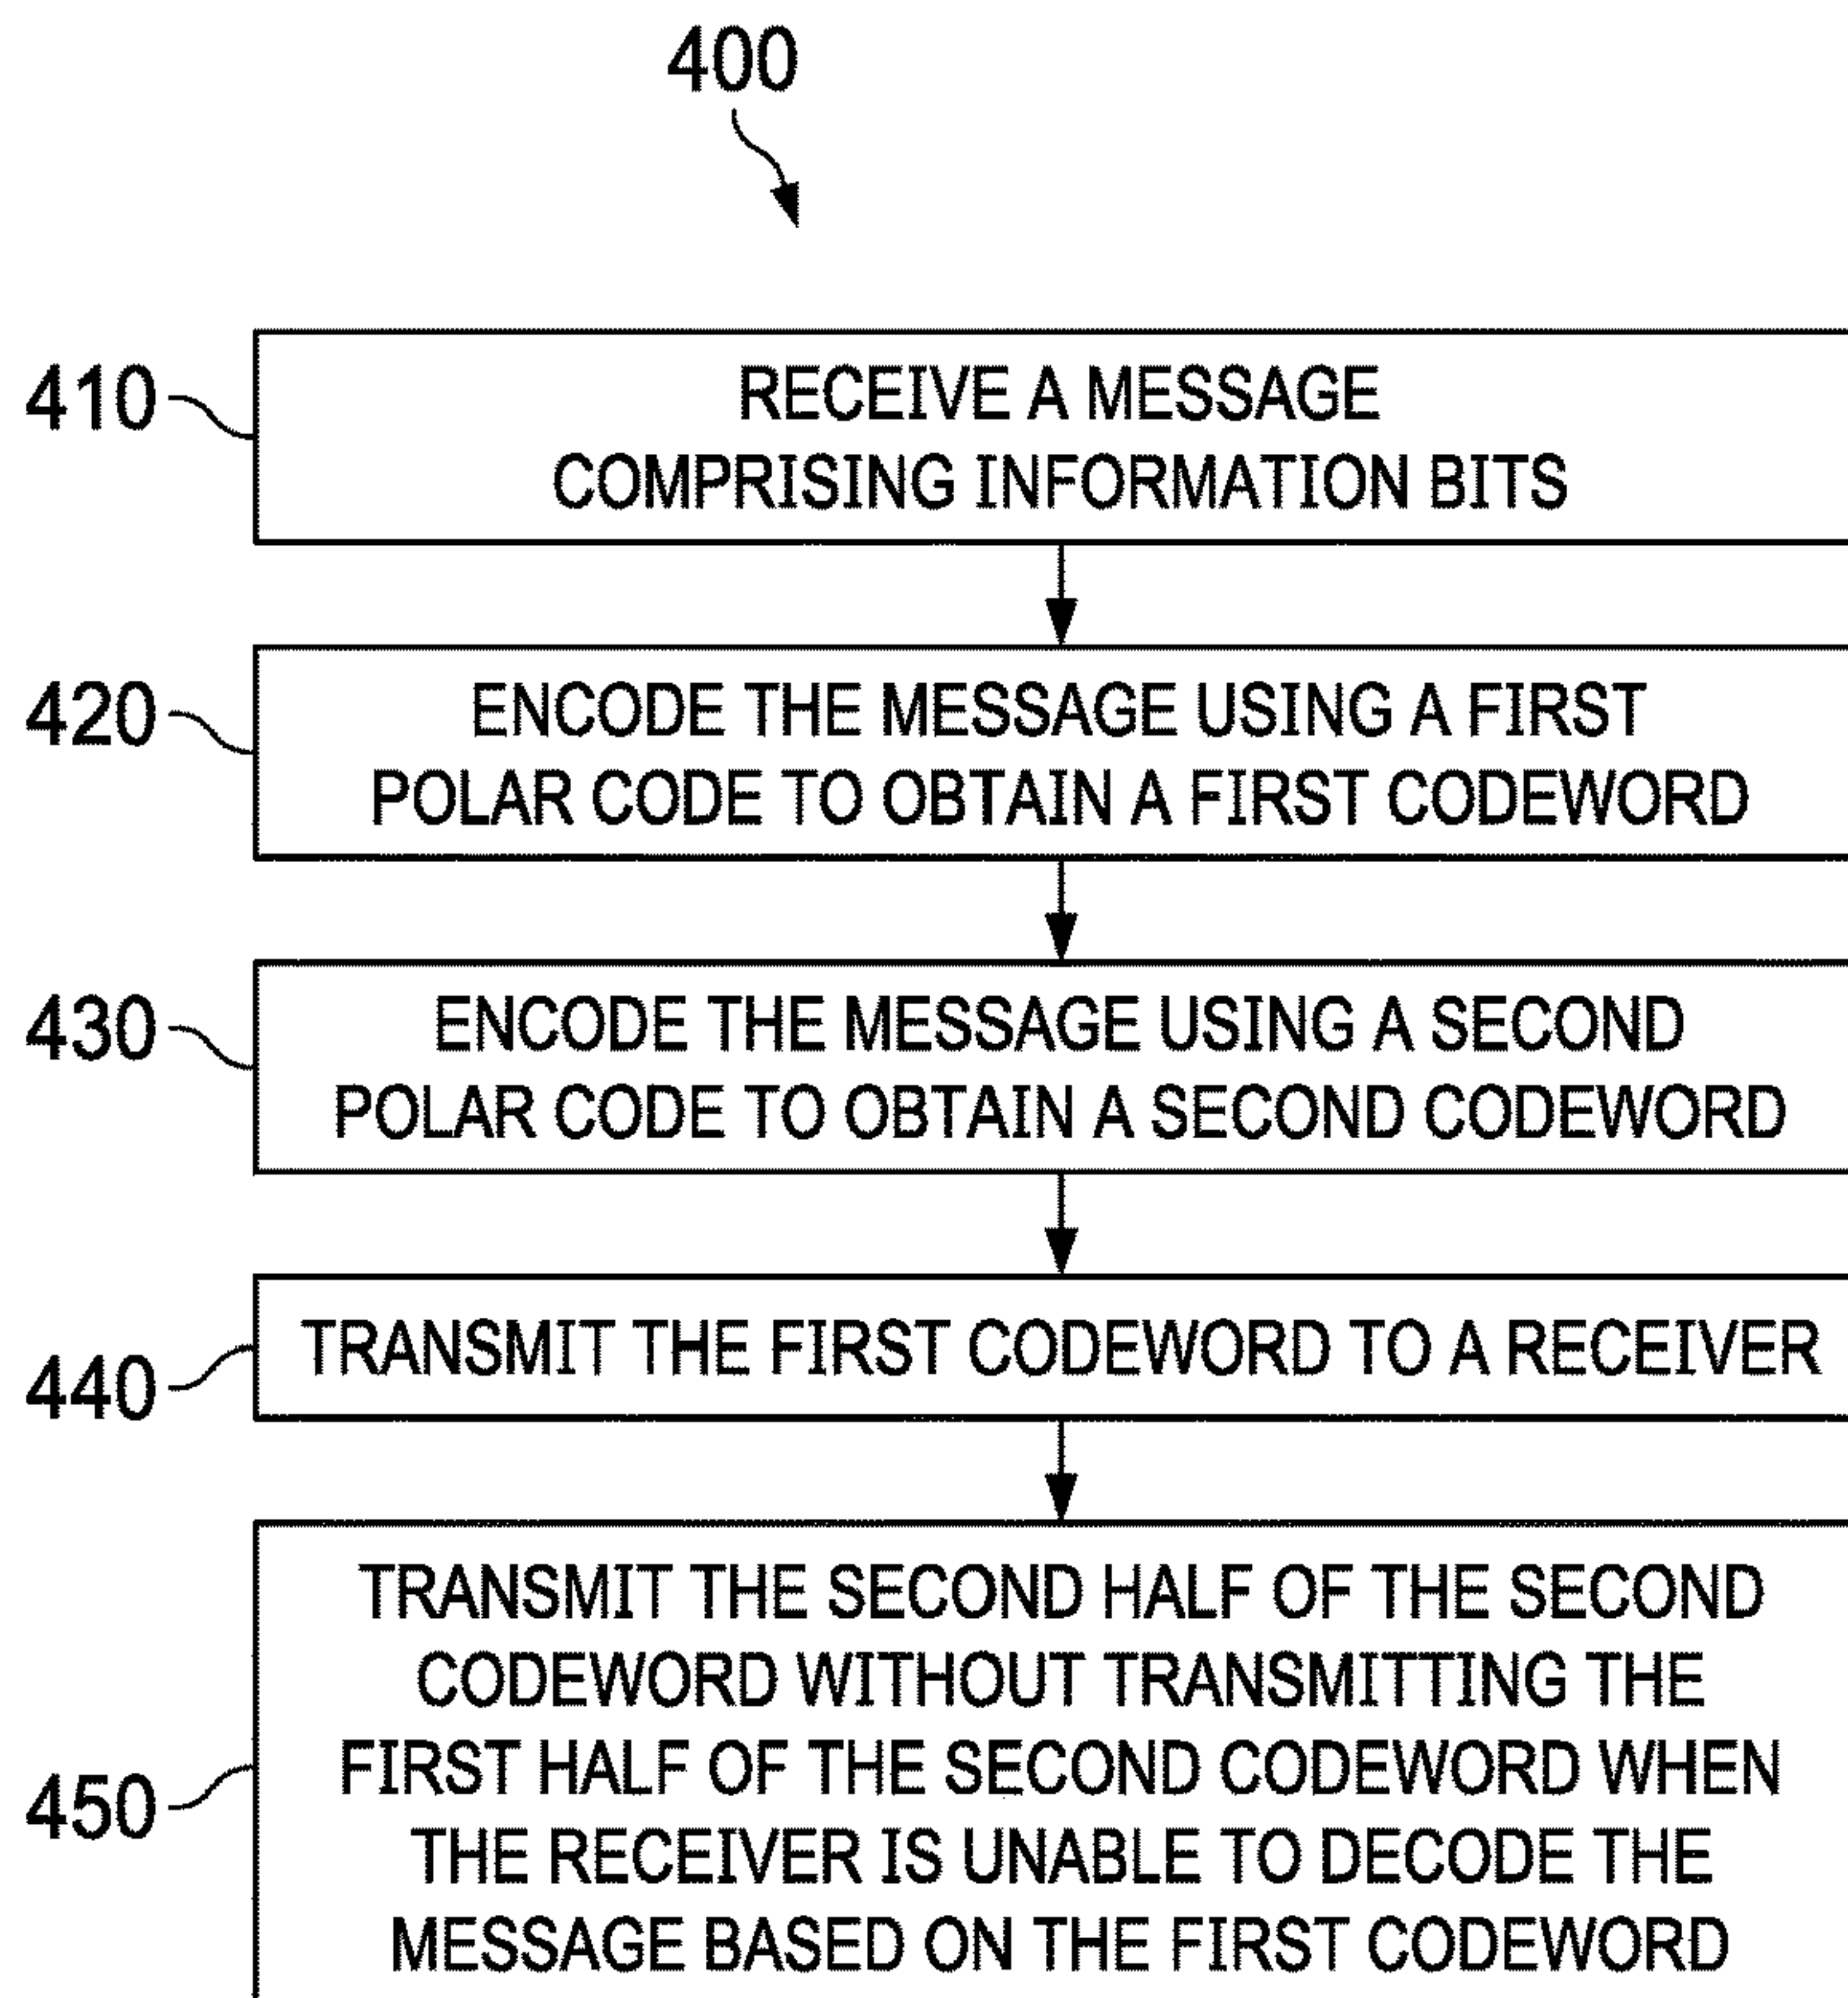 400
410
RECEIVE A MESSAGE
COMPRISING INFORMATION BITS
420
ENCODE THE MESSAGE USING A FIRST
POLAR CODE TO OBTAIN A FIRST CODEWORD
430
ENCODE THE MESSAGE USING A SECOND
POLAR CODE TO OBTAIN A SECOND CODEWORD
440
TRANSMIT THE FIRST CODEWORD TO A RECEIVER
450
TRANSMIT THE SECOND HALF OF THE SECOND
CODEWORD WITHOUT TRANSMITTING THE
FIRST HALF OF THE SECOND CODEWORD WHEN
THE RECEIVER IS UNABLE TO DECODE THE
MESSAGE BASED ON THE FIRST CODEWORD